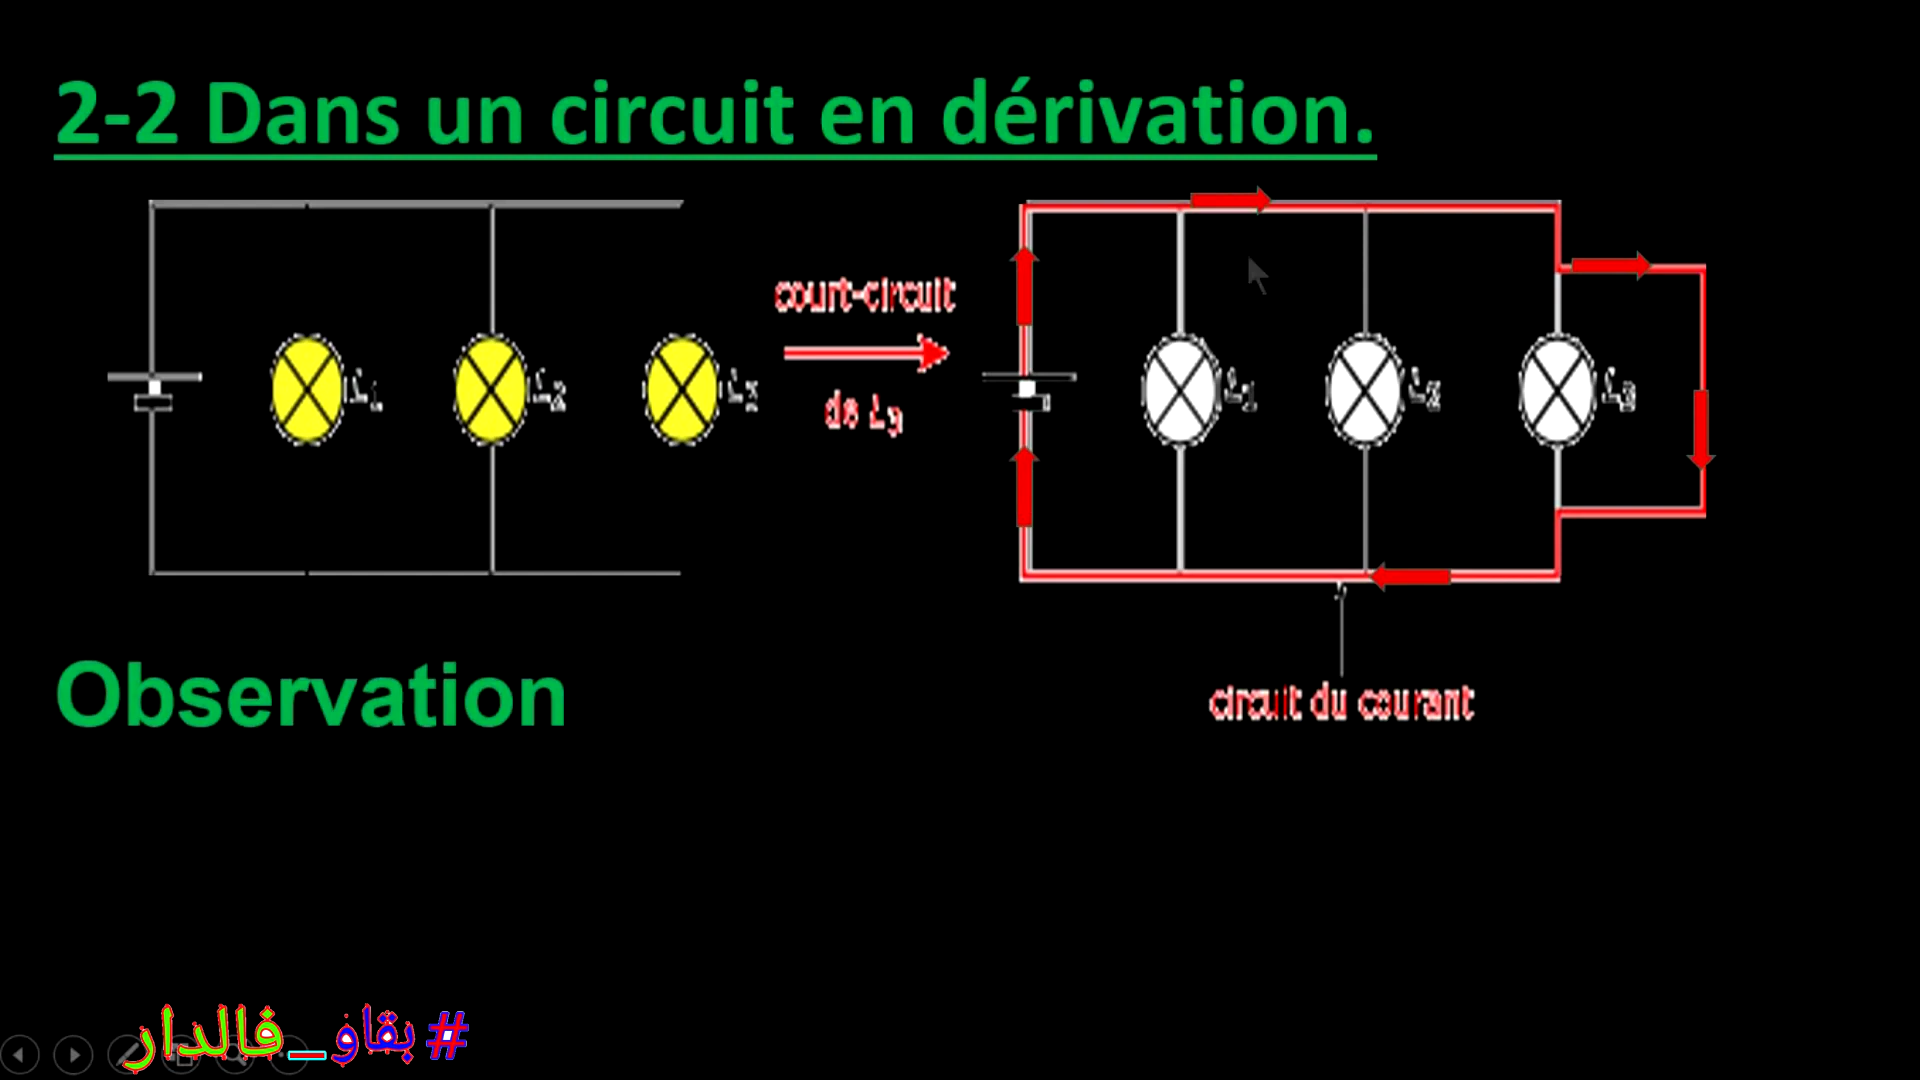 2-2 Dans un circuit en dérivation.
L1
L2
L3
court-circuit
de L3
L1
L2
L3
circuit du courant
Observation
#بقاو_فالدار